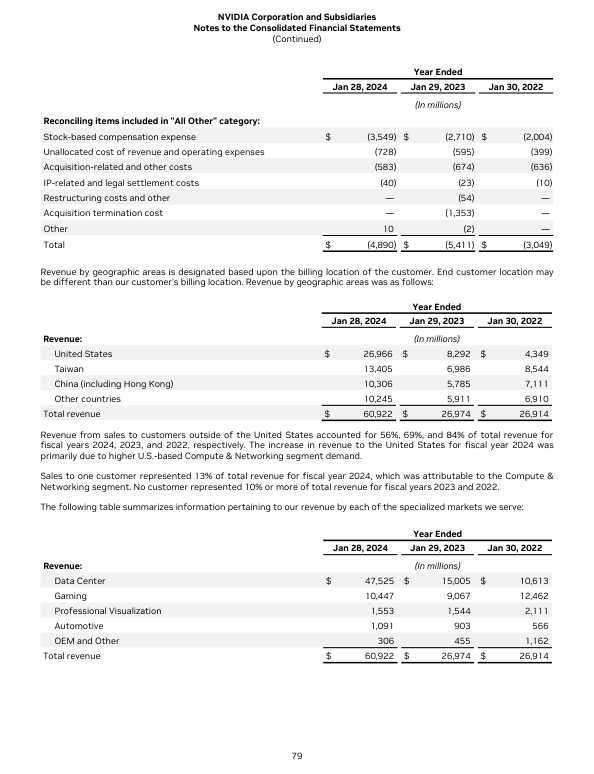 NVIDIA Corporation and Subsidiaries
Notes to the Consolidated Financial Statements
(Continued)
Year Ended
Jan 28, 2024 Jan 29, 2023 Jan 30, 2022
(In millions)
Reconciling items included in "All Other" category:
Stock-based compensation expense $ (3,549) $ (2,710) $ (2,004)
Unallocated cost of revenue and operating expenses (728) (595) (399)
Acquisition-related and other costs (583) (674) (636)
IP-related and legal settlement costs (40) (23) (10)
Restructuring costs and other — (54) —
Acquisition termination cost — (1,353) —
Other 10 (2) —
Total $ (4,890) $ (5,411) $ (3,049)
Revenue by geographic areas is designated based upon the billing location of the customer. End customer location may
be different than our customer's billing location. Revenue by geographic areas was as follows:
Year Ended
Jan 28, 2024 Jan 29, 2023 Jan 30, 2022
Revenue: (In millions)
United States $ 26,966 $ 8,292 $ 4,349
Taiwan 13,405 6,986 8,544
China (including Hong Kong) 10,306 5,785 7,111
Other countries 10,245 5,911 6,910
Total revenue $ 60,922 $ 26,974 $ 26,914
Revenue from sales to customers outside of the United States accounted for 56%, 69%, and 84% of total revenue for
fiscal years 2024, 2023, and 2022, respectively. The increase in revenue to the United States for fiscal year 2024 was
primarily due to higher U.S.-based Compute & Networking segment demand.
Sales to one customer represented 13% of total revenue for fiscal year 2024, which was attributable to the Compute &
Networking segment. No customer represented 10% or more of total revenue for fiscal years 2023 and 2022.
The following table summarizes information pertaining to our revenue by each of the specialized markets we serve:
Year Ended
Jan 28, 2024 Jan 29, 2023 Jan 30, 2022
Revenue: (In millions)
Data Center $ 47,525 $ 15,005 $ 10,613
Gaming 10,447 9,067 12,462
Professional Visualization 1,553 1,544 2,111
Automotive 1,091 903 566
OEM and Other 306 455 1,162
Total revenue $ 60,922 $ 26,974 $ 26,914
79